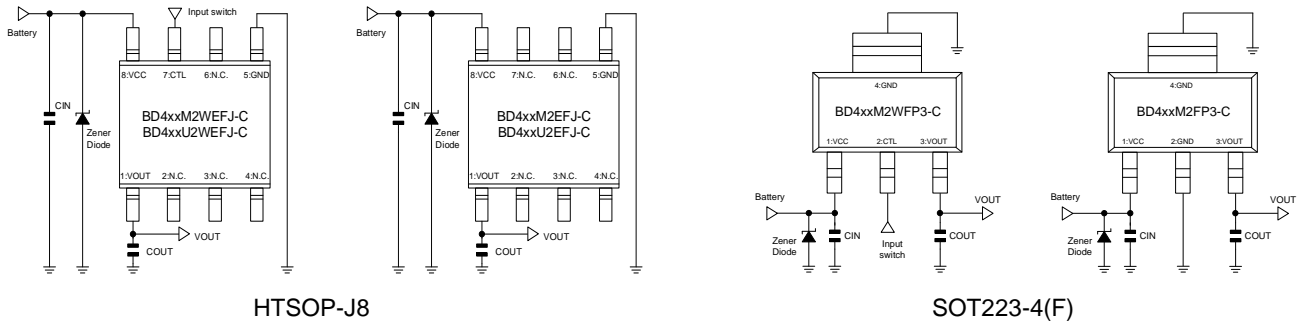 Input switch
Battery
8:VCC
7:CTL
6:N.C.
5:GND
CIN
Zener
Diode
BD4xxM2WEFJ-C
BD4xxU2WEFJ-C
1:VOUT
2:N.C.
3:N.C.
4:N.C.
VOUT
COUT
Battery
8:VCC
7:N.C.
6:N.C.
5:GND
CIN
Zener
Diode
BD4xxM2EFJ-C
BD4xxU2EFJ-C
1:VOUT
2:N.C.
3:N.C.
4:N.C.
VOUT
COUT
HTSOP-J8
4:GND
BD4xxM2WFP3-C
1:VCC
2:CTL
3:VOUT
Battery
VOUT
Zener
Diode
CIN
Input
switch
COUT
4:GND
BD4xxM2FP3-C
1:VCC
2:GND
3:VOUT
Battery
VOUT
Zener
Diode
CIN
COUT
SOT223-4(F)